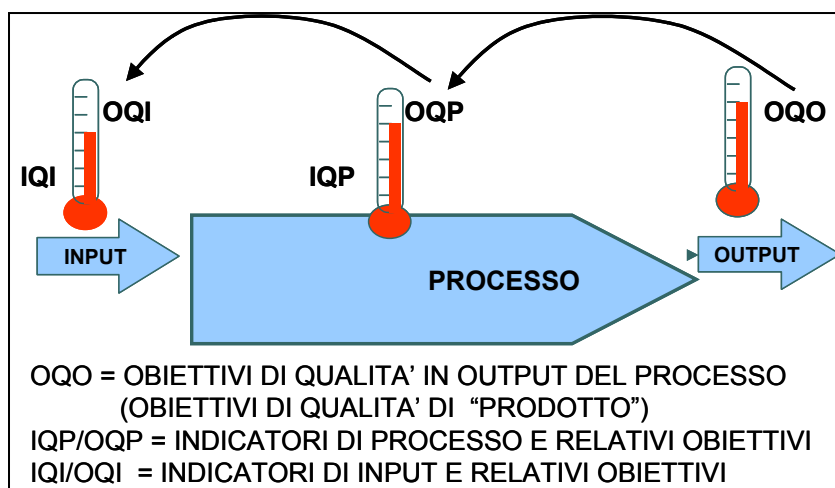 OQI
OQP
OQO
IQI
IQP
INPUT
PROCESSO
OUTPUT
OQO = OBIETTIVI DI QUALITA’ IN OUTPUT DEL PROCESSO
(OBIETTIVI DI QUALITA’ DI “PRODOTTO”)
IQP/OQP = INDICATORI DI PROCESSO E RELATIVI OBIETTIVI
IQI/OQI = INDICATORI DI INPUT E RELATIVI OBIETTIVI